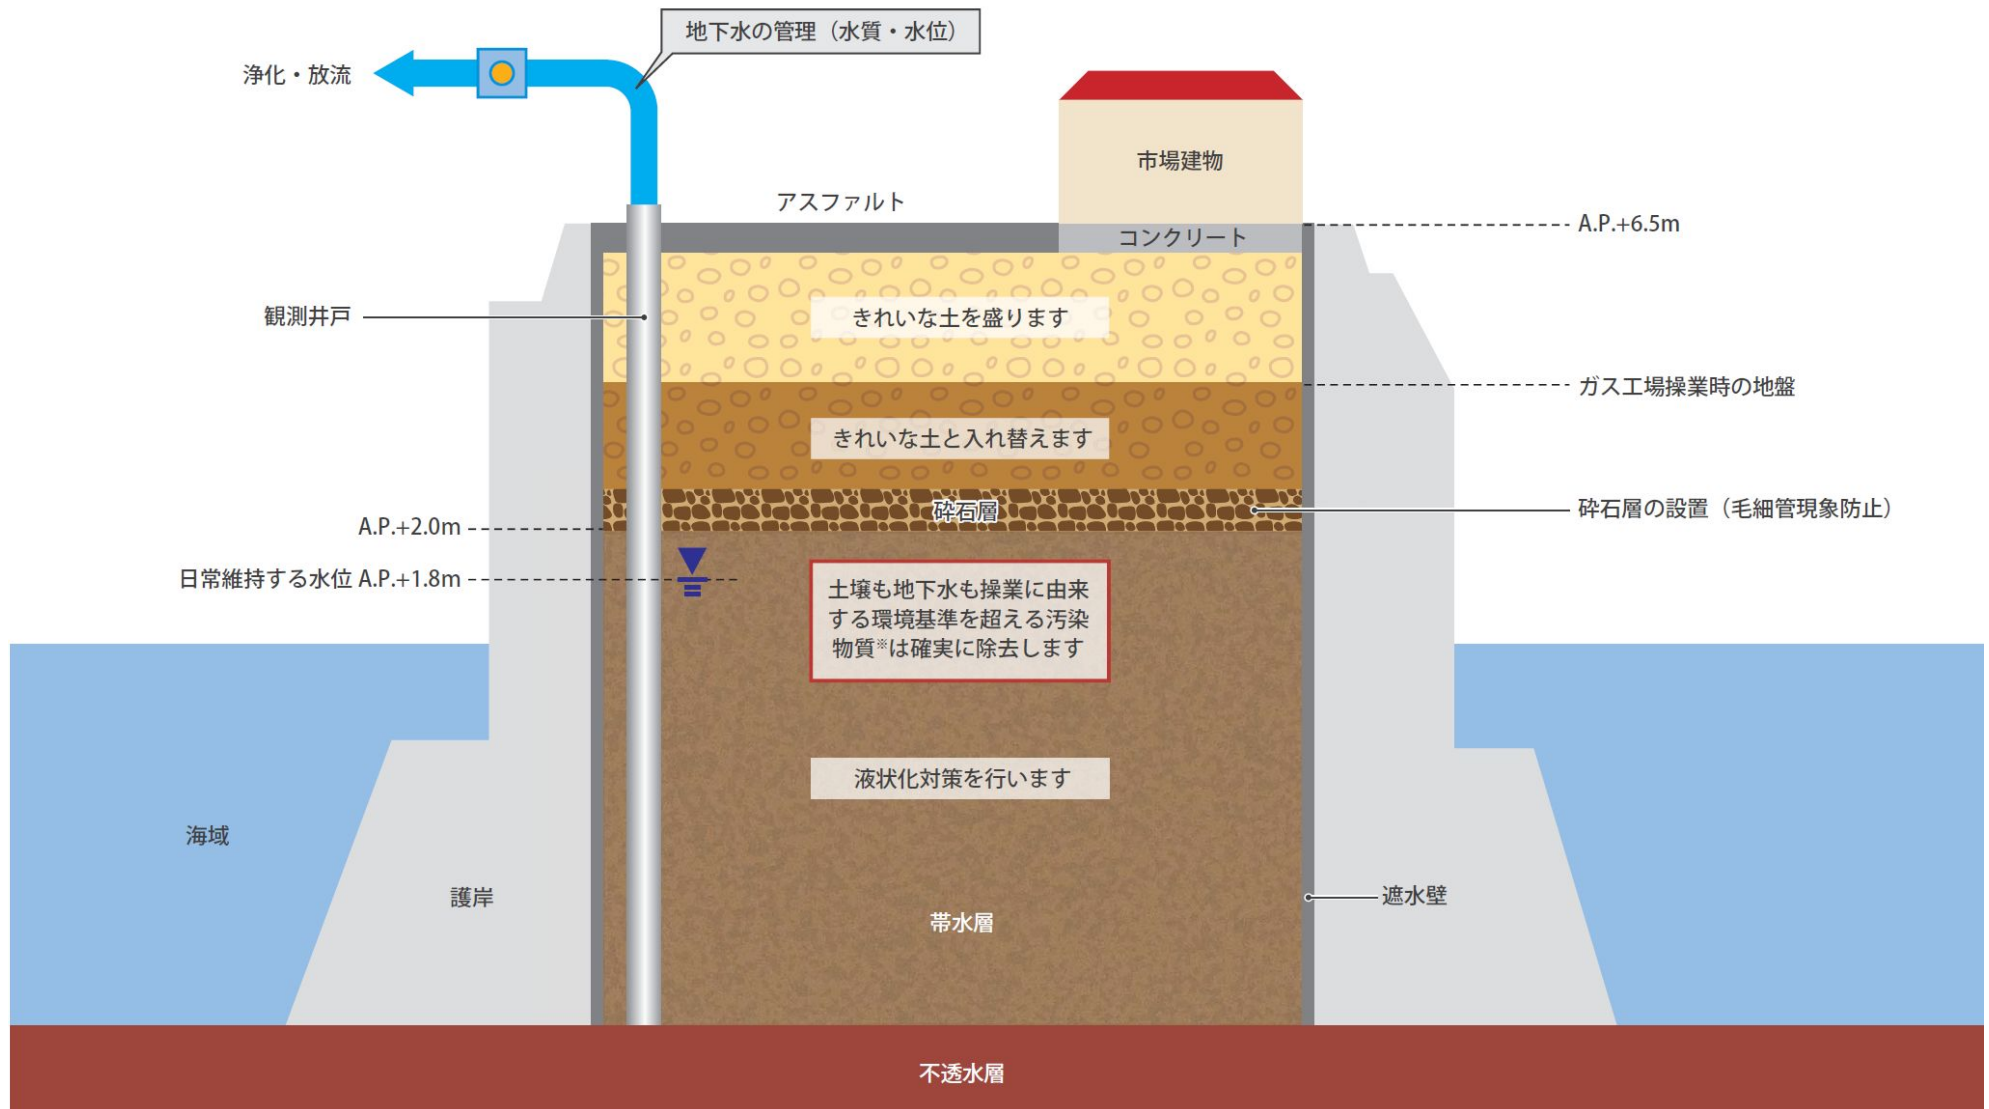 地下水の管理（水質・水位）
浄化・放流
市場建物
アスファルト
コンクリート
A.P.+6.5m
観測井戸
きれいな土を盛ります
ガス工場操業時の地盤
きれいな土と入れ替えます
砕石層
砕石層の設置（毛細管現象防止）
A.P.+2.0m
日常維持する水位 A.P.+1.8m
土壌も地下水も操業に由来
する環境基準を超える汚染
物質※は確実に除去します
液状化対策を行います
海域
護岸
遮水壁
帯水層
不透水層